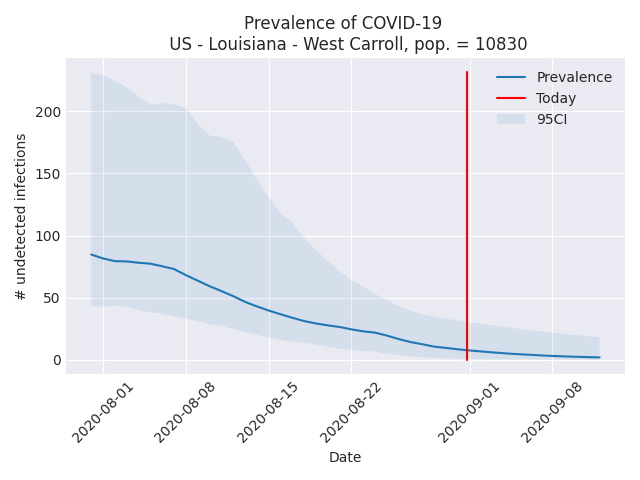 Prevalence of COVID-19
US - Louisiana - West Carroll, pop. = 10830
Prevalence
Today
95CI
# undetected infections
200
150
100
50
0
2020-08-01
2020-08-08
2020-08-15
2020-08-22
2020-09-01
2020-09-08
Date